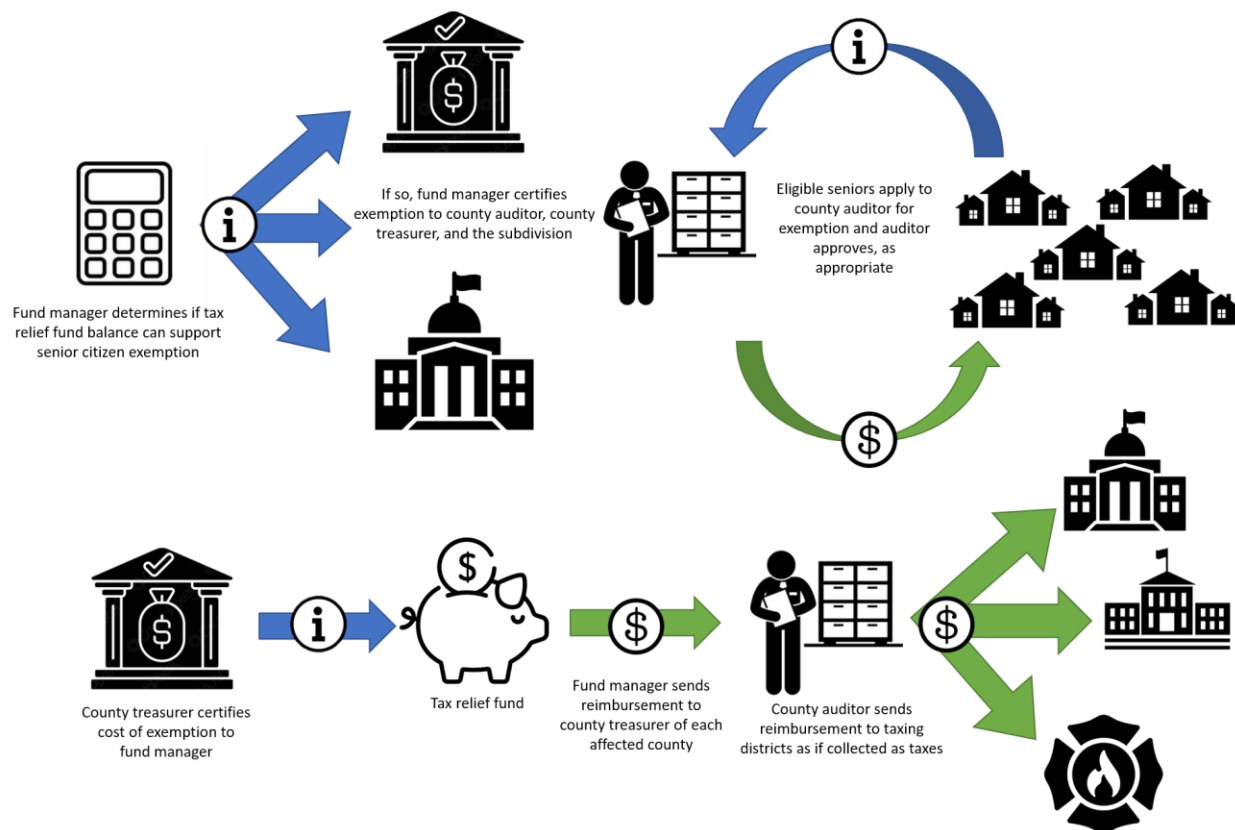 Fund manager determines if tax
relief fund balance can support
senior citizen exemption
i
$
If so, fund manager certifies
exemption to county auditor, county
treasurer, and the subdivision
i
Eligible seniors apply to
county auditor for
exemption and auditor
approves, as
appropriate
$
$
County treasurer certifies
cost of exemption to
fund manager
i
$
Tax relief fund
$
Fund manager sends
reimbursement to
county treasurer of each
affected county
County auditor sends
reimbursement to taxing
districts as if collected as taxes
$